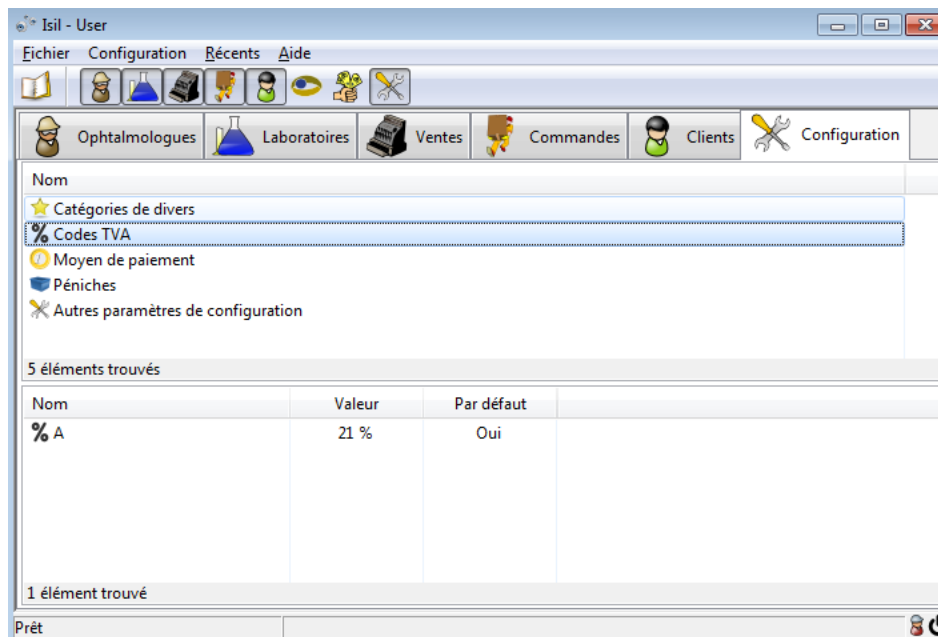 Isil - User
Fichier Configuration Récents Aide
Ophtalmologues Laboratoires Ventes Commandes Clients Configuration
Nom
Catégories de divers
% Codes TVA
Moyen de paiement
Péniches
Autres paramètres de configuration
5 éléments trouvés
Nom Valeur Par défaut
% A 21 % Oui
1 élément trouvé
Prêt